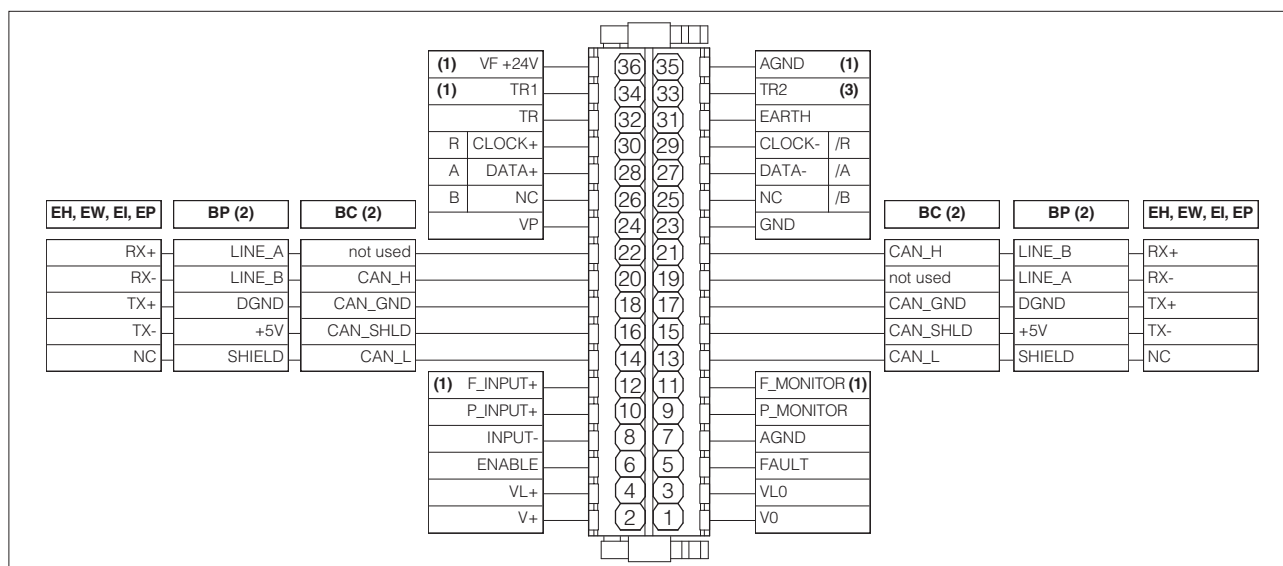 (1) VF +24V 36 35 AGND (1)
(1) TR1 34 33 TR2 (3)
TR 32 31 EARTH
R CLOCK+ 30 29 CLOCK- /R
A DATA+ 28 27 DATA- /A
B NC 26 25 NC /B
VP 24 23 GND
EH, EW, EI, EP BP (2) BC (2) BC (2) BP (2) EH, EW, EI, EP
RX+ LINE_A not used 22 21 CAN_H LINE_B RX+
RX- LINE_B CAN_H 20 19 not used LINE_A RX-
TX+ DGND CAN_GND 18 17 CAN_GND DGND TX+
TX- +5V CAN_SHLD 16 15 CAN_SHLD +5V TX-
NC SHIELD CAN_L 14 13 CAN_L SHIELD NC
(1) F_INPUT+ 12 11 F_MONITOR (1)
P_INPUT+ 10 9 P_MONITOR
INPUT- 8 7 AGND
ENABLE 6 5 FAULT
VL+ 4 3 VL0
V+ 2 1 V0